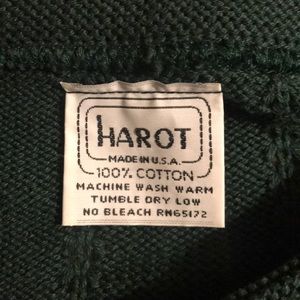 HAROT
MADE IN U.S.A.
100% COTTON
MACHINE WASH WARM
TUMBLE DRY LOW
NO BLEACH RN65172